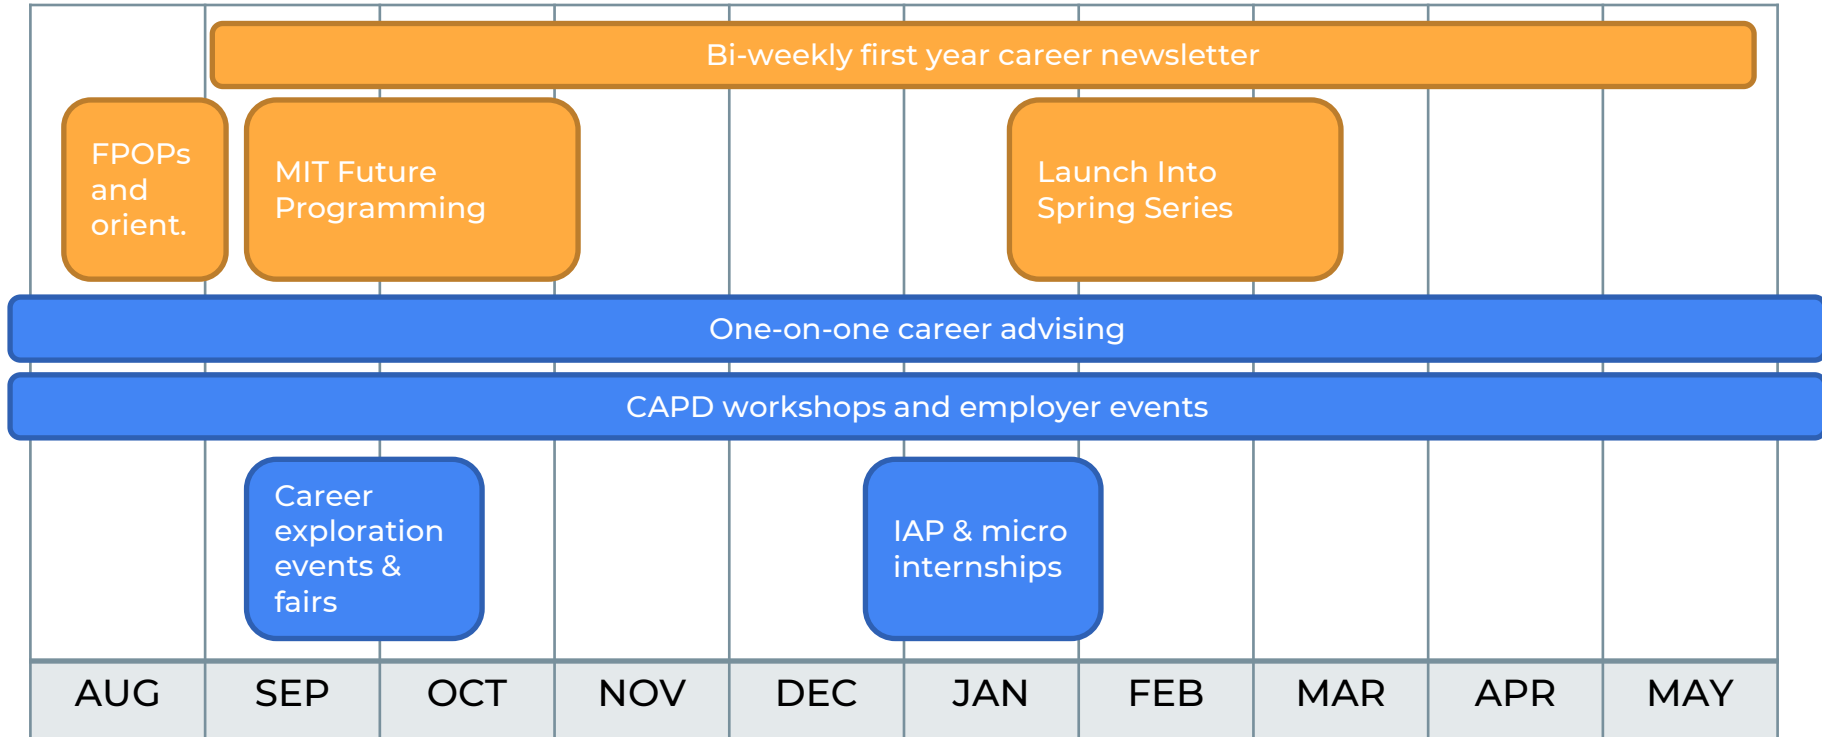 Bi-weekly first year career newsletter
FPOPs
and
orient.
MIT Future
Programming
Launch Into
Spring Series
One-on-one career advising
CAPD workshops and employer events
Career
exploration
events &
fairs
IAP & micro
internships
AUG SEP OCT NOV DEC JAN FEB MAR APR MAY